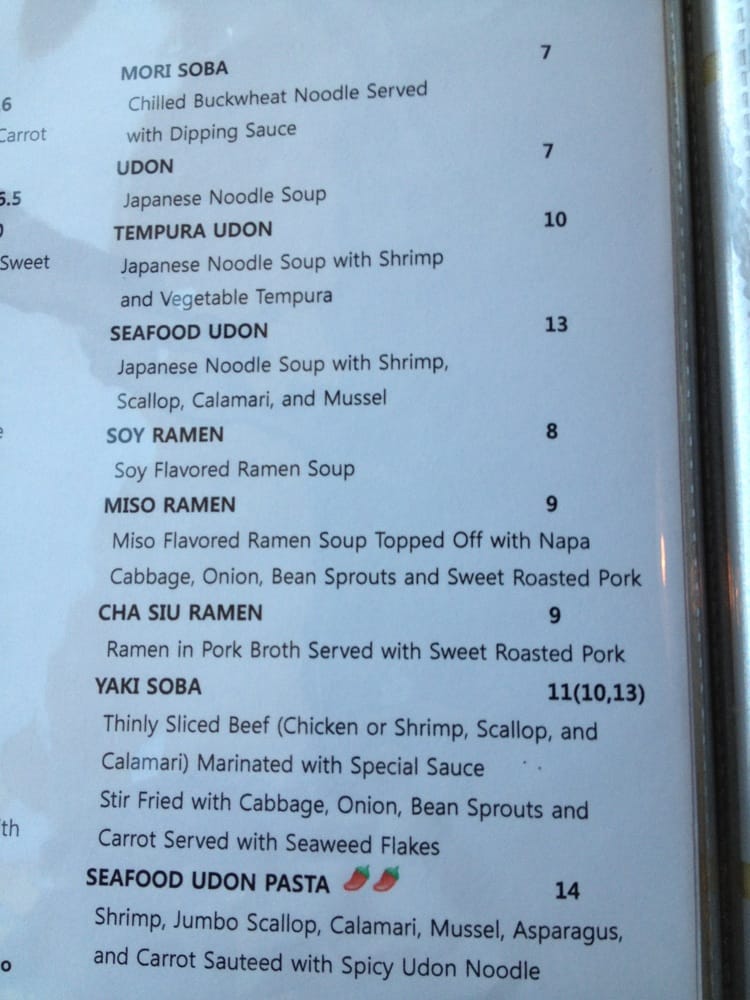 6
Carrot
6.5
Sweet
th
o
MORI SOBA 7
Chilled Buckwheat Noodle Served
with Dipping Sauce
UDON 7
Japanese Noodle Soup
TEMPURA UDON 10
Japanese Noodle Soup with Shrimp
and Vegetable Tempura
SEAFOOD UDON 13
Japanese Noodle Soup with Shrimp,
Scallop, Calamari, and Mussel
SOY RAMEN 8
Soy Flavored Ramen Soup
MISO RAMEN 9
Miso Flavored Ramen Soup Topped Off with Napa
Cabbage, Onion, Bean Sprouts and Sweet Roasted Pork
CHA SIU RAMEN 9
Ramen in Pork Broth Served with Sweet Roasted Pork
YAKI SOBA 11(10,13)
Thinly Sliced Beef (Chicken or Shrimp, Scallop, and
Calamari) Marinated with Special Sauce
Stir Fried with Cabbage, Onion, Bean Sprouts and
Carrot Served with Seaweed Flakes
SEAFOOD UDON PASTA 14
Shrimp, Jumbo Scallop, Calamari, Mussel, Asparagus,
and Carrot Sauteed with Spicy Udon Noodle